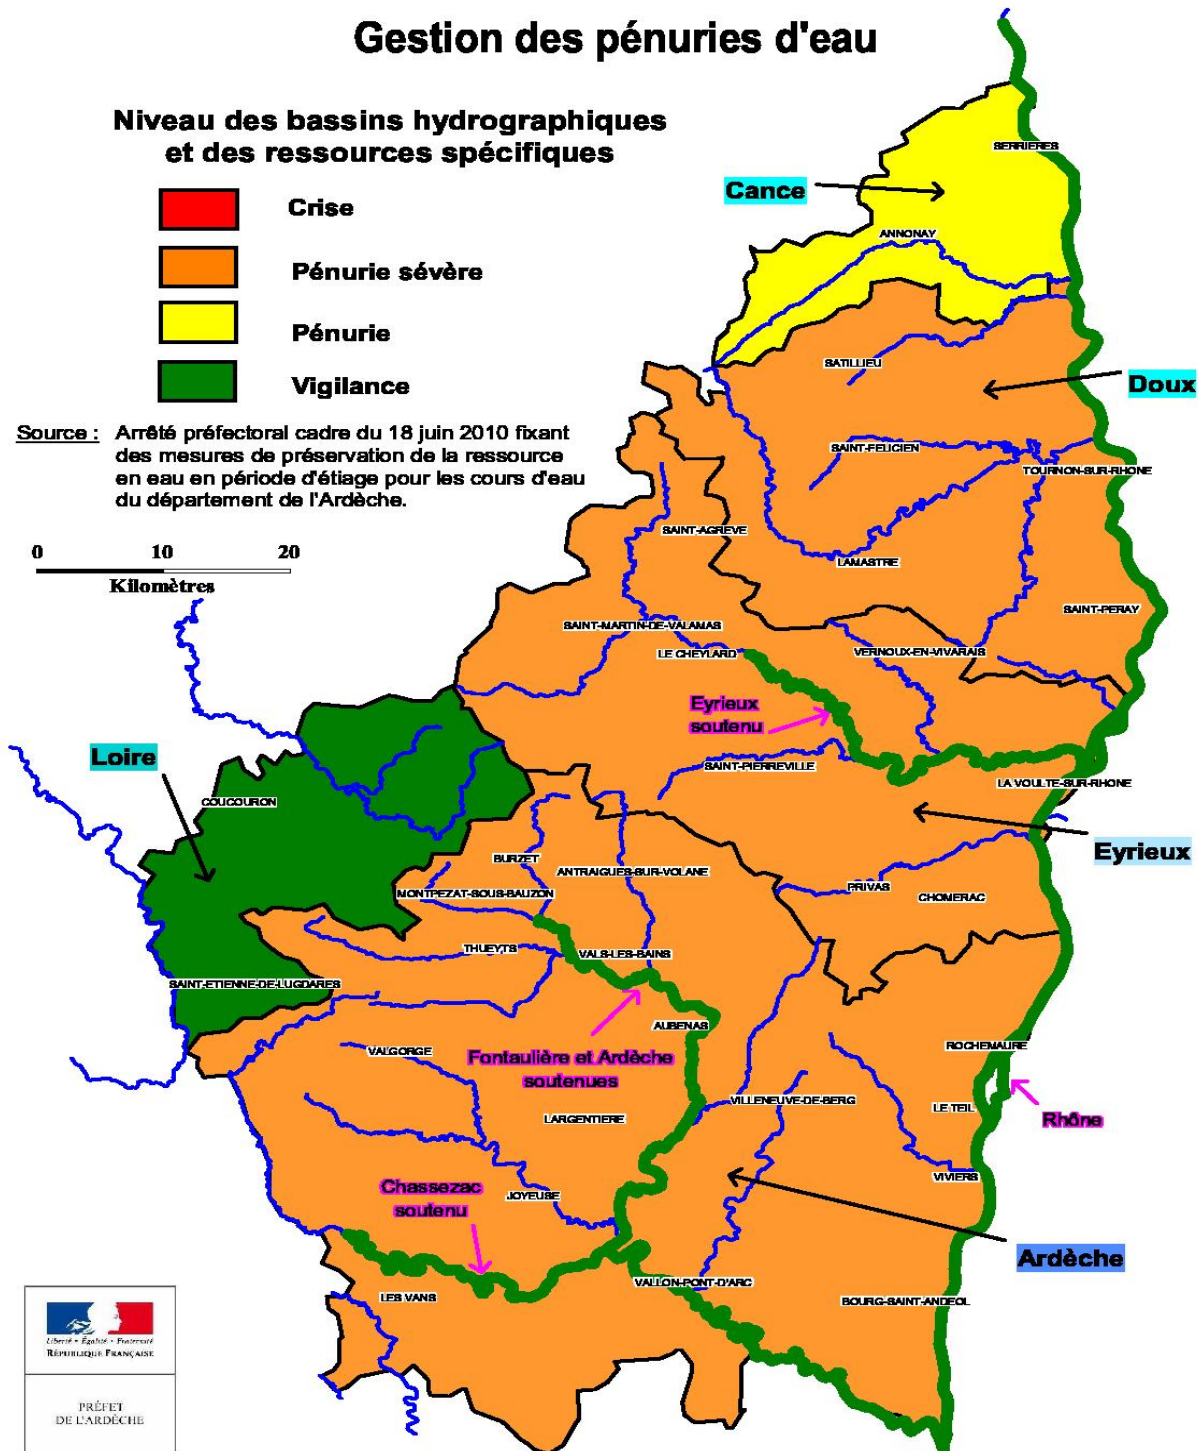 Gestion des pénuries d'eau
Niveau des bassins hydrographiques
et des ressources spécifiques
Crise
Pénurie sévère
Pénurie
Vigilance
Source : Arrêté préfectoral cadre du 18 juin 2010 fixant
des mesures de préservation de la ressource
en eau en période d'étiage pour les cours d'eau
du département de l'Ardèche.
0 10 20
Kilomètres
SERRIERES
Cance
ANNONAY
SATILLIEU
Doux
SAINT-FELICIEN
TOURNON-SUR-RHONE
SAINT-AGREVE
LAMASTRE
SAINT-PERAY
SAINT-MARTIN-DE-VALAMAS
LE CHEYLARD
VERNOUX-EN-VIVARAIS
Eyrieux
soutenu
Loire
SAINT-PIERREVILLE
LA VOULTE-SUR-RHONE
COUCOURON
Eyrieux
BURZET
ANTRAIGUES-SUR-VOLANE
MONTPEZAT-SOUS-BAUZON
PRIVAS
CHOMERAC
THUEYTS
VALS-LES-BAINS
SAINT-ETIENNE-DE-LUGDARES
AUBENAS
VALGORGE
ROCHEMAURE
Fontaulière et Ardèche
soutenues
VILLENEUVE-DE-BERG
LE TEIL
LARGENTIERE
Rhône
VIVIERS
Chassezac
soutenu
JOYEUSE
Ardèche
VALLON-PONT-D'ARC
LES VANS
BOURG-SAINT-ANDEOL
Liberté • Égalité • Fraternité
RÉPUBLIQUE FRANÇAISE
PRÉFET
DE L'ARDÈCHE